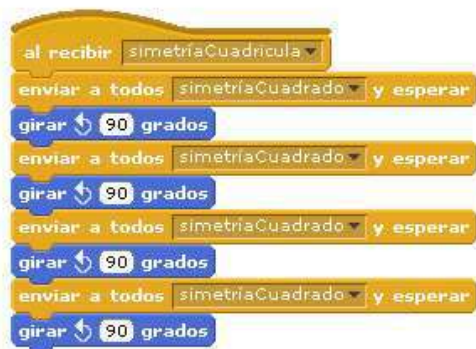 al recibir simetríaCuadricula
enviar a todos simetríaCuadrado y esperar
girar 90 grados
enviar a todos simetríaCuadrado y esperar
girar 90 grados
enviar a todos simetríaCuadrado y esperar
girar 90 grados
enviar a todos simetríaCuadrado y esperar
girar 90 grados